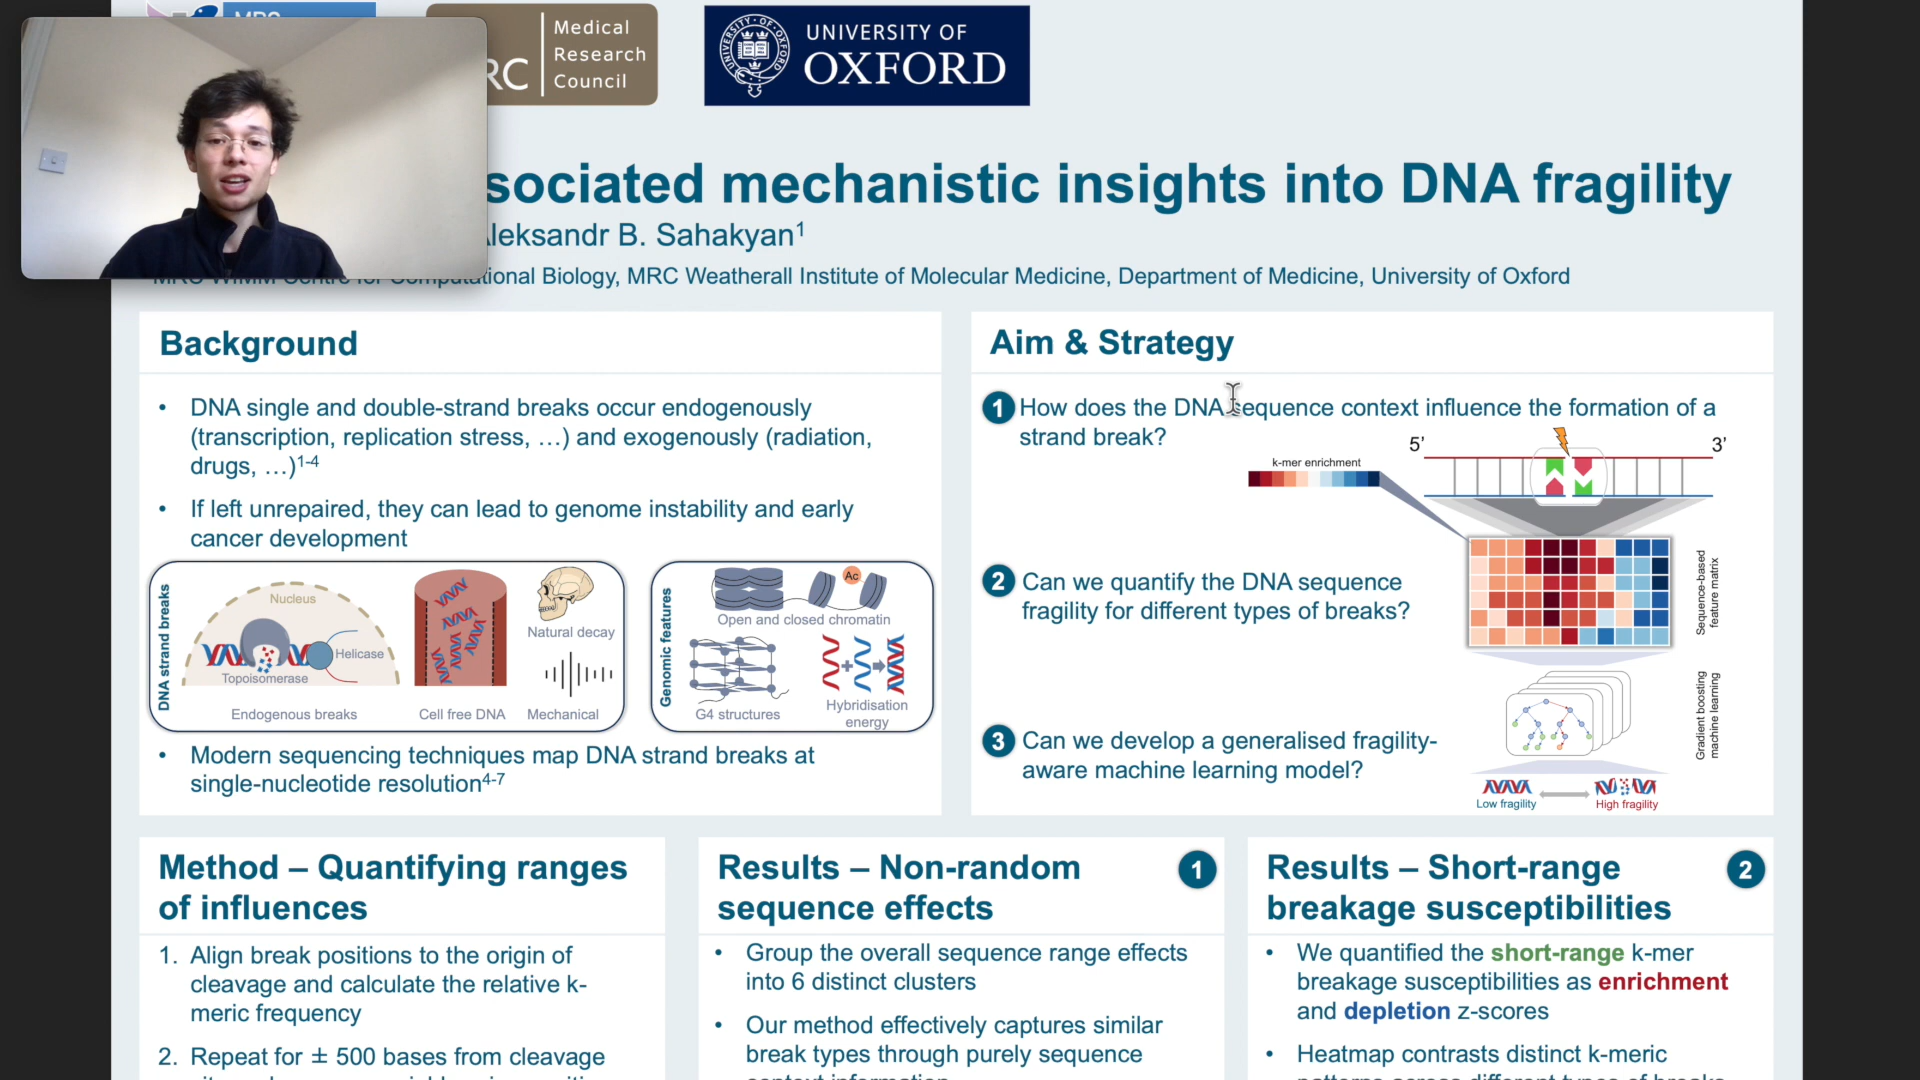 Medical
Research
Council
RC
UNIVERSITY OF
OXFORD
sociated mechanistic insights into DNA fragility
Aleksandr B. Sahakyan1
MRC WIMM Centre for Computational Biology, MRC Weatherall Institute of Molecular Medicine, Department of Medicine, University of Oxford
Background
• DNA single and double-strand breaks occur endogenously
(transcription, replication stress, …) and exogenously (radiation,
drugs, …)1-4
• If left unrepaired, they can lead to genome instability and early
cancer development
DNA strand breaks
Nucleus
Helicase
Topoisomerase
Endogenous breaks
Cell free DNA
Natural decay
Mechanical
Genomic features
Ac
Open and closed chromatin
G4 structures
Hybridisation
energy
• Modern sequencing techniques map DNA strand breaks at
single-nucleotide resolution4-7
Aim & Strategy
1 How does the DNA sequence context influence the formation of a
strand break?
5’
3’
k-mer enrichment
2 Can we quantify the DNA sequence
fragility for different types of breaks?
Sequence-based
feature matrix
3 Can we develop a generalised fragility-
aware machine learning model?
Gradient boosting
machine learning
Low fragility
High fragility
Method – Quantifying ranges
of influences
1. Align break positions to the origin of
cleavage and calculate the relative k-
meric frequency
2. Repeat for ± 500 bases from cleavage
Results – Non-random
sequence effects
1
• Group the overall sequence range effects
into 6 distinct clusters
• Our method effectively captures similar
break types through purely sequence
context information
Results – Short-range
breakage susceptibilities
2
• We quantified the short-range k-mer
breakage susceptibilities as enrichment
and depletion z-scores
• Heatmap contrasts distinct k-meric
patterns across different types of breaks